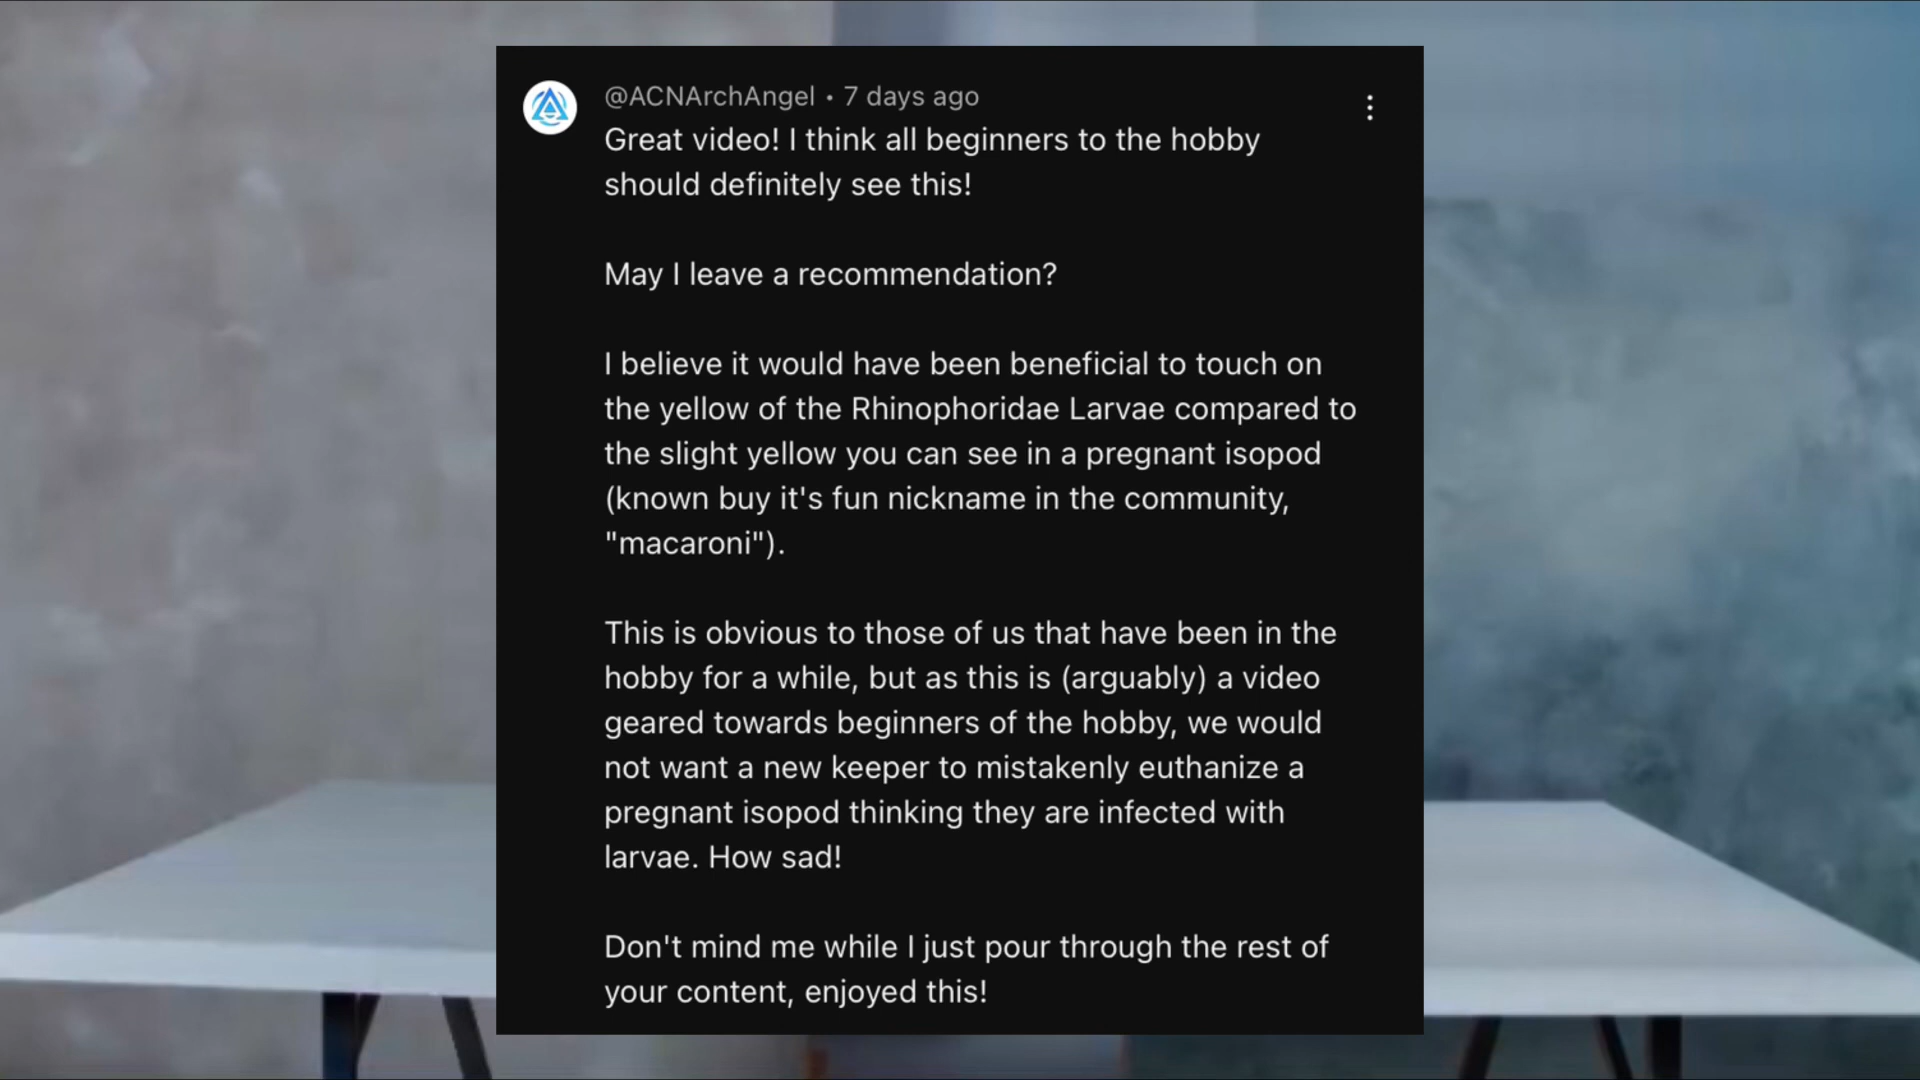 @ACNArchAngel • 7 days ago
Great video! I think all beginners to the hobby
should definitely see this!
May I leave a recommendation?
I believe it would have been beneficial to touch on
the yellow of the Rhinophoridae Larvae compared to
the slight yellow you can see in a pregnant isopod
(known buy it's fun nickname in the community,
"macaroni").
This is obvious to those of us that have been in the
hobby for a while, but as this is (arguably) a video
geared towards beginners of the hobby, we would
not want a new keeper to mistakenly euthanize a
pregnant isopod thinking they are infected with
larvae. How sad!
Don't mind me while I just pour through the rest of
your content, enjoyed this!